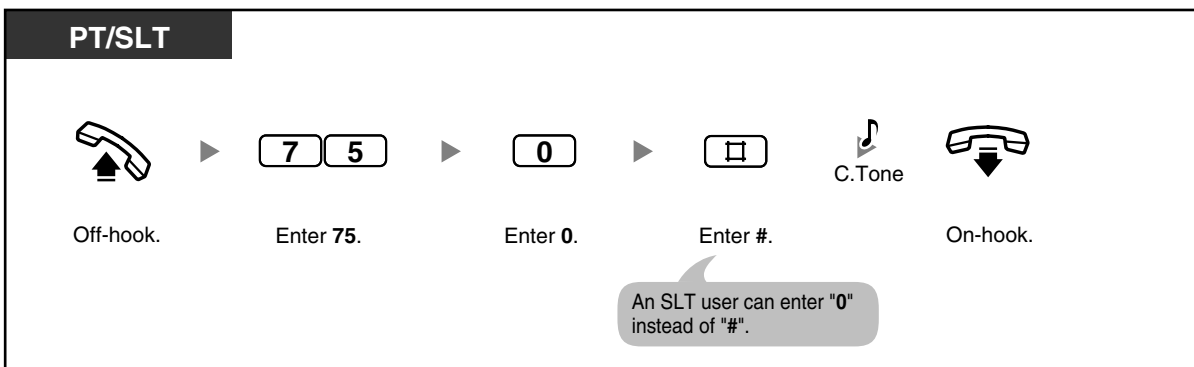 PT/SLT
7 5
0
#
C.Tone
Off-hook.
Enter 75.
Enter 0.
Enter #.
On-hook.
An SLT user can enter "0"
instead of "#".